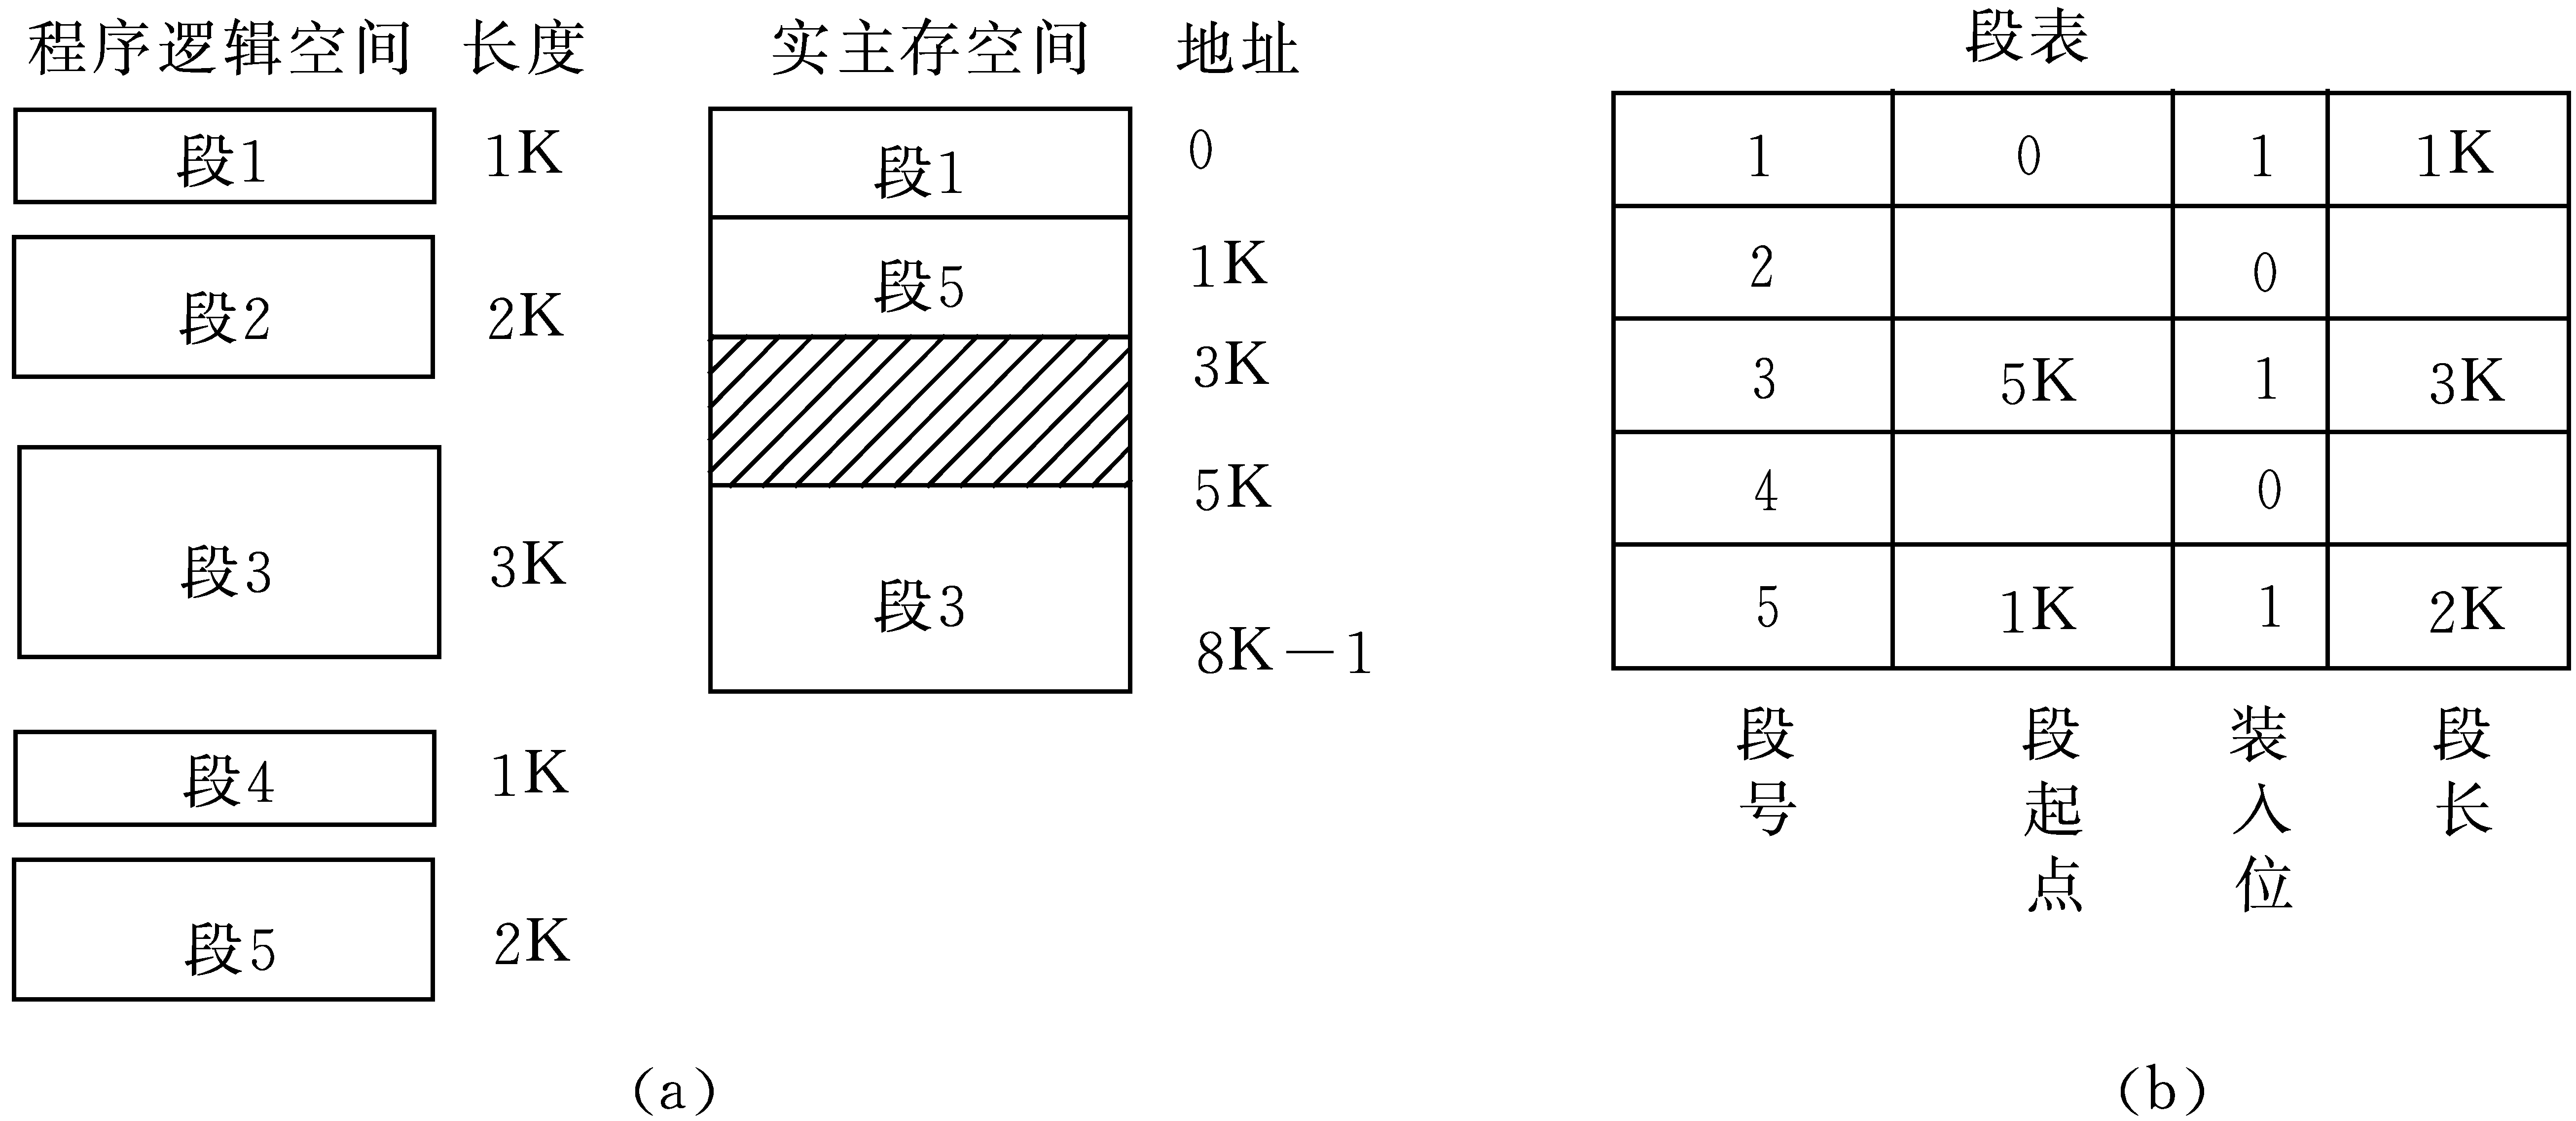 程序逻辑空间 长度
段1 1K
段2 2K
段3 3K
段4 1K
段5 2K
实主存空间 地址
段1 0
段5 1K
3K
5K
段3
8K－1
(a)
段表
1 0 1 1K
2 0
3 5K 1 3K
4 0
5 1K 1 2K
段号 段起点 装入位 段长
(b)